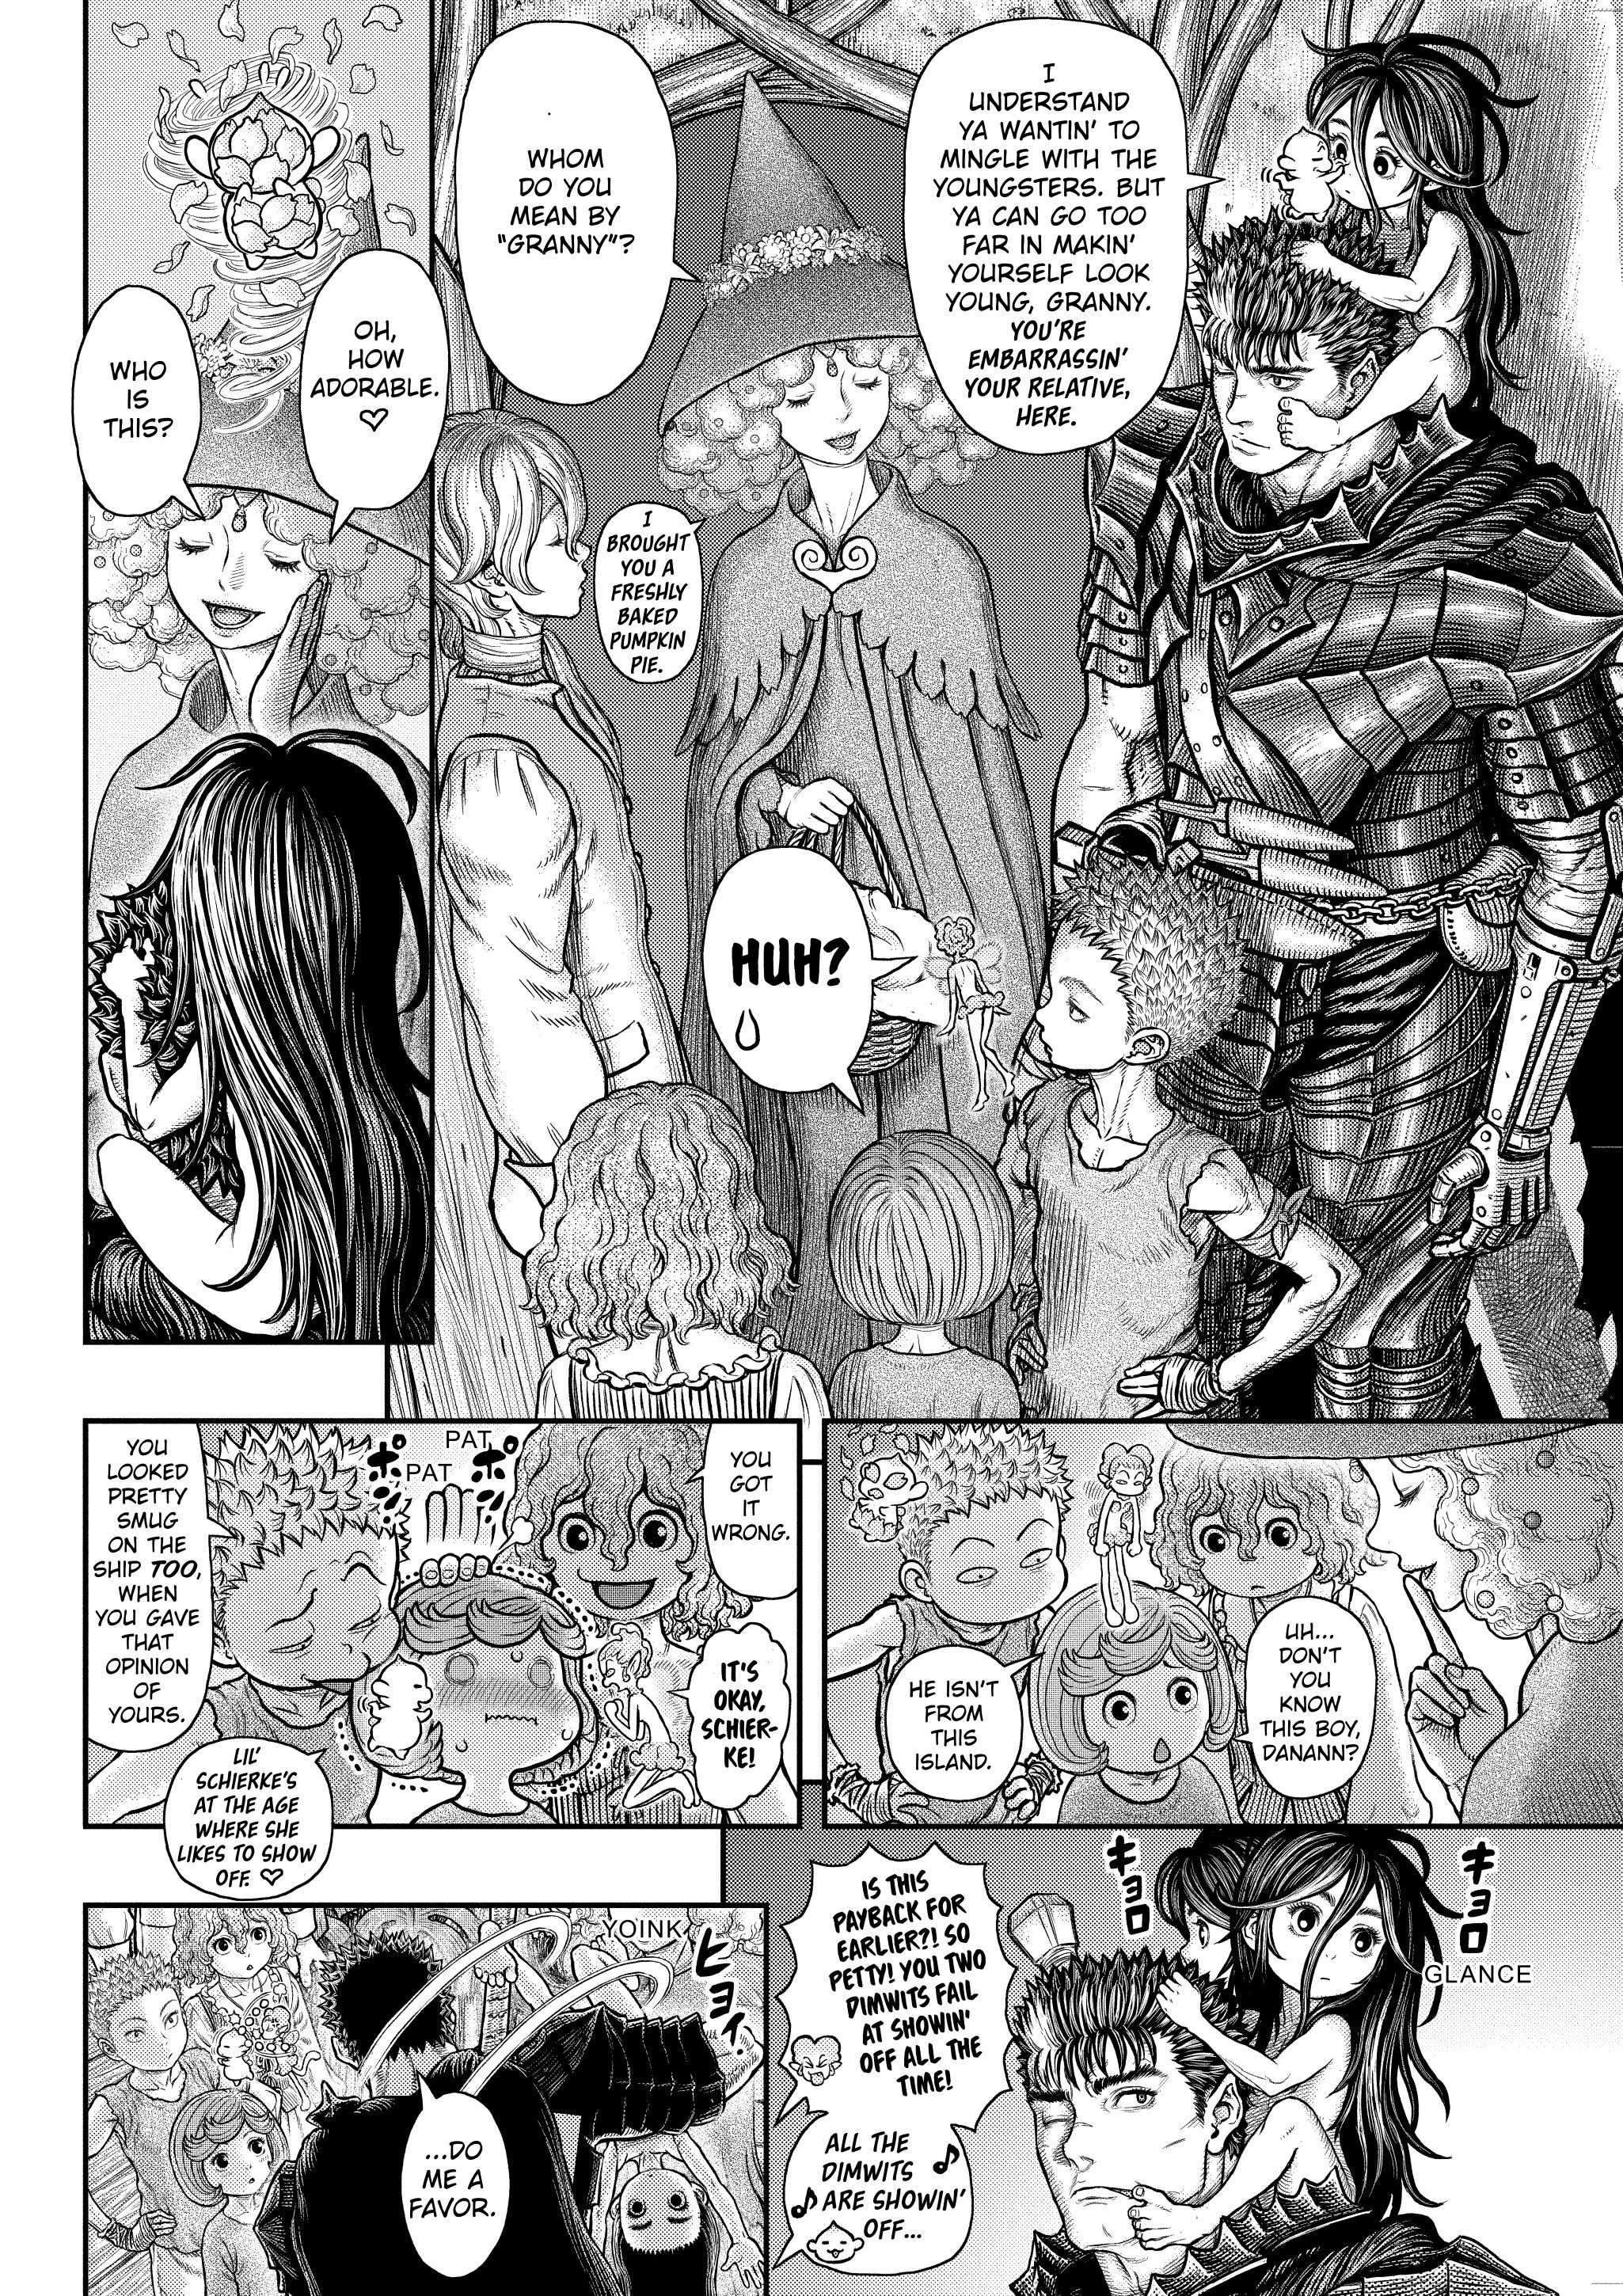 I
UNDERSTAND
YA WANTIN' TO
MINGLE WITH THE
YOUNGSTERS. BUT
YA CAN GO TOO
FAR IN MAKIN'
YOURSELF LOOK
YOUNG, GRANNY.
YOU'RE
EMBARRASSIN'
YOUR RELATIVE,
HERE.
WHOM
DO YOU
MEAN BY
"GRANNY"?
I
BROUGHT
YOU A
FRESHLY
BAKED
PUMPKIN
PIE.
HUH?
OH,
HOW
ADORABLE.
♡
WHO
IS
THIS?
UH...
DON'T
YOU
KNOW
THIS BOY,
DANANN?
HE ISN'T
FROM
THIS
ISLAND.
YOU
GOT
IT
WRONG.
IT'S
OKAY,
SCHIER-
KE!
PAT
ポンッ
PAT
ポンッ
YOU
LOOKED
PRETTY
SMUG
ON THE
SHIP TOO,
WHEN
YOU GAVE
THAT
OPINION
OF
YOURS.
LIL'
SCHIERKE'S
AT THE AGE
WHERE SHE
LIKES TO SHOW
OFF. ♡
キョロ
キョロ
GLANCE
IS THIS
PAYBACK FOR
EARLIER?! SO
PETTY! YOU TWO
DIMWITS FAIL
AT SHOWIN'
OFF ALL THE
TIME!
ALL THE
DIMWITS ♪
♪ ARE SHOWIN'
OFF...
YOINK
ヒョイ
...DO
ME A
FAVOR.